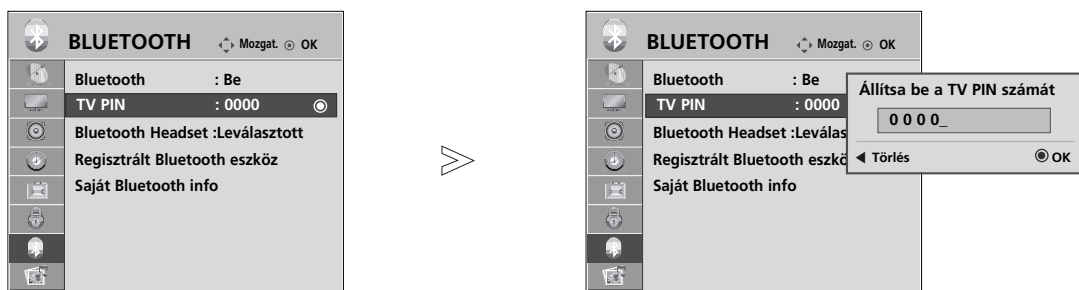 BLUETOOTH Mozgat. OK
Bluetooth : Be
TV PIN : 0000
Bluetooth Headset :Leválasztott
Regisztrált Bluetooth eszköz
Saját Bluetooth info
BLUETOOTH Mozgat. OK
Bluetooth : Be
TV PIN : 0000
Bluetooth Headset :Levála
Regisztrált Bluetooth eszkö
Saját Bluetooth info
Állítsa be a TV PIN számát
0 0 0 0_
Törlés OK